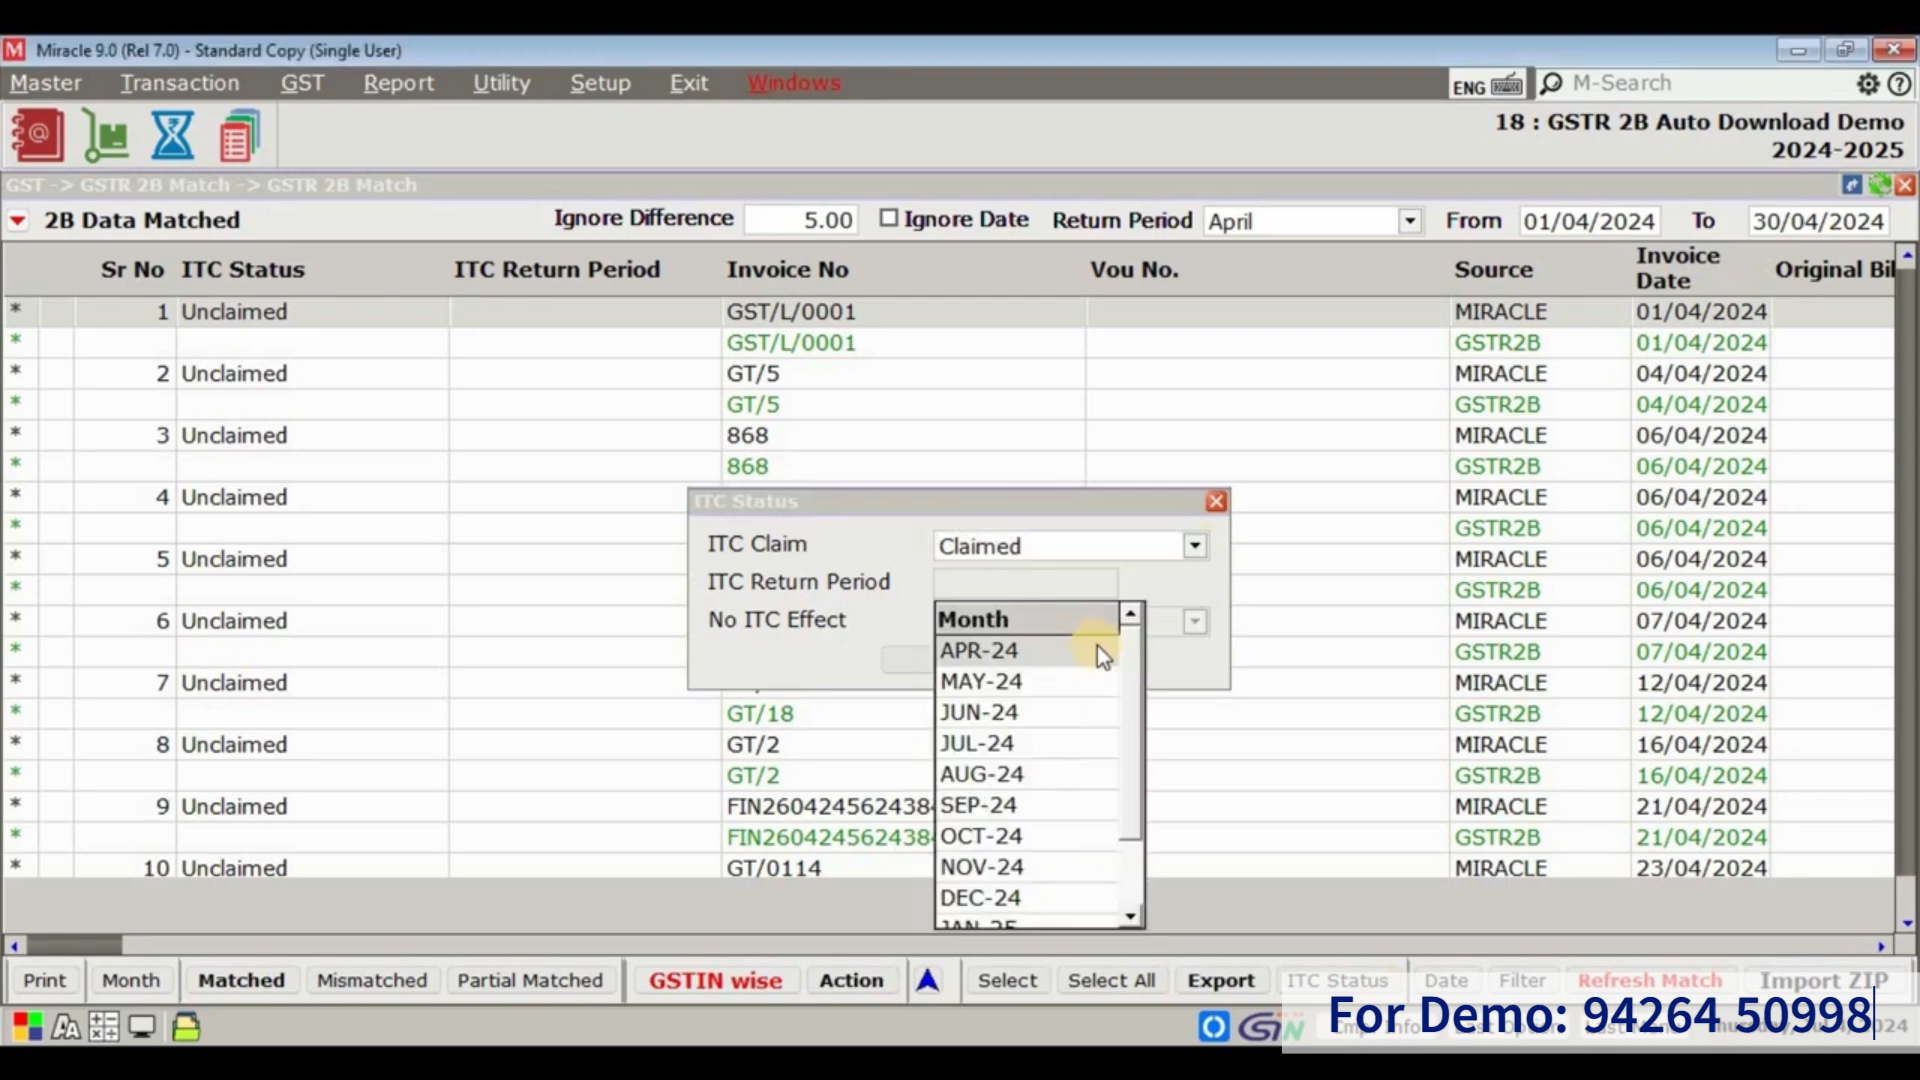 Miracle 9.0 (Rel 7.0) - Standard Copy (Single User)
Master Transaction GST Report Utility Setup Exit Windows ENG M-Search
18 : GSTR 2B Auto Download Demo
2024-2025
GST -> GSTR 2B Match -> GSTR 2B Match
2B Data Matched Ignore Difference 5.00 Ignore Date Return Period April From 01/04/2024 To 30/04/2024
Sr No ITC Status ITC Return Period Invoice No Vou No. Source Invoice Date Original Bil
* 1 Unclaimed GST/L/0001 MIRACLE 01/04/2024
* GST/L/0001 GSTR2B 01/04/2024
* 2 Unclaimed GT/5 MIRACLE 04/04/2024
* GT/5 GSTR2B 04/04/2024
* 3 Unclaimed 868 MIRACLE 06/04/2024
* 868 GSTR2B 06/04/2024
* 4 Unclaimed MIRACLE 06/04/2024
* GSTR2B 06/04/2024
* 5 Unclaimed MIRACLE 06/04/2024
* GSTR2B 06/04/2024
* 6 Unclaimed MIRACLE 07/04/2024
* GSTR2B 07/04/2024
* 7 Unclaimed MIRACLE 12/04/2024
* GT/18 GSTR2B 12/04/2024
* 8 Unclaimed GT/2 MIRACLE 16/04/2024
* GT/2 GSTR2B 16/04/2024
* 9 Unclaimed FIN260424562438 MIRACLE 21/04/2024
* FIN260424562438 GSTR2B 21/04/2024
* 10 Unclaimed GT/0114 MIRACLE 23/04/2024
ITC Status
ITC Claim Claimed
ITC Return Period
No ITC Effect
Month
APR-24
MAY-24
JUN-24
JUL-24
AUG-24
SEP-24
OCT-24
NOV-24
DEC-24
JAN-25
Print Month Matched Mismatched Partial Matched GSTIN wise Action Select Select All Export ITC Status Date Filter Refresh Match Import ZIP
For Demo: 94264 50998